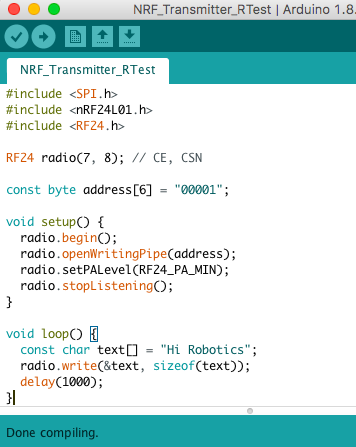 NRF_Transmitter_RTest | Arduino 1.8.
NRF_Transmitter_RTest
#include <SPI.h>
#include <nRF24L01.h>
#include <RF24.h>
RF24 radio(7, 8); // CE, CSN
const byte address[6] = "00001";
void setup() {
radio.begin();
radio.openWritingPipe(address);
radio.setPALevel(RF24_PA_MIN);
radio.stopListening();
}
void loop() {
const char text[] = "Hi Robotics";
radio.write(&text, sizeof(text));
delay(1000);
}
Done compiling.